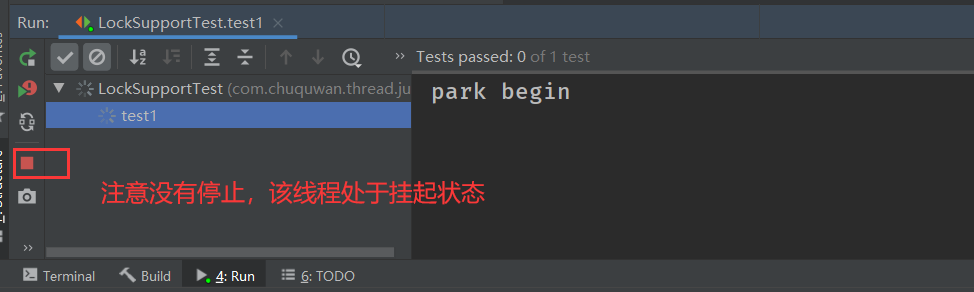 Run: LockSupportTest.test1
Tests passed: 0 of 1 test
LockSupportTest (com.chuquwan.thread.ju
test1
park begin
注意没有停止，该线程处于挂起状态
Terminal Build 4: Run 6: TODO